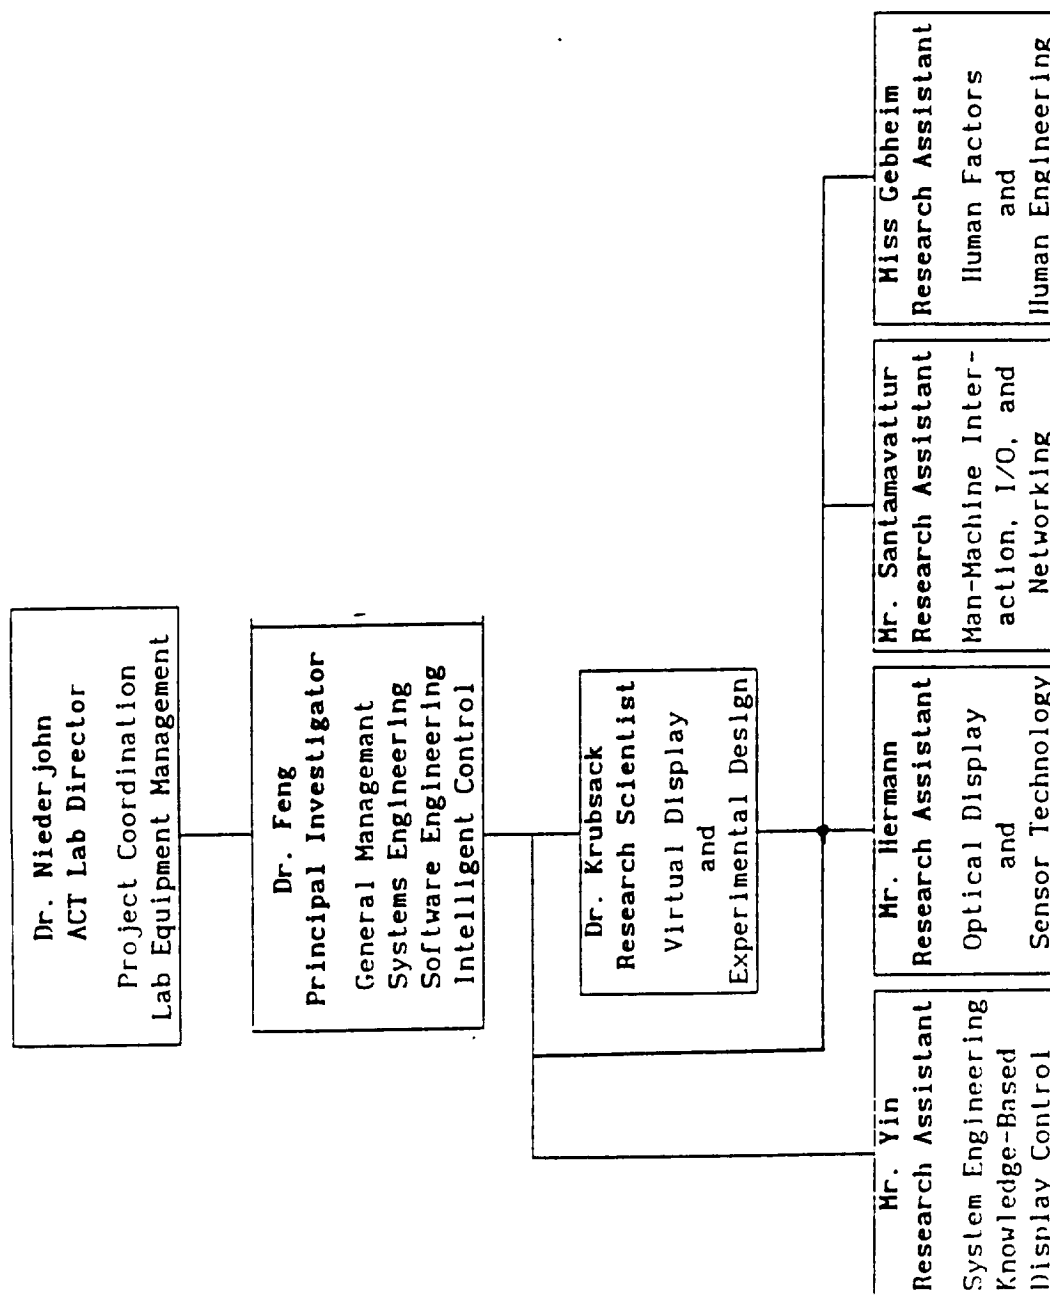 Dr. Niederjohn
ACT Lab Director
Project Coordination
Lab Equipment Management
Dr. Feng
Principal Investigator
General Managemant
Systems Engineering
Software Engineering
Intelligent Control
Dr. Krubsack
Research Scientist
Virtual Display
and
Experimental Design
Mr. Yin
Research Assistant
System Engineering
Knowledge-Based
Display Control
Mr. Hermann
Research Assistant
Optical Display
and
Sensor Technology
Mr. Santamavattur
Research Assistant
Man-Machine Inter-
action, I/O, and
Networking
Miss Gebheim
Research Assistant
Human Factors
and
Human Engineering